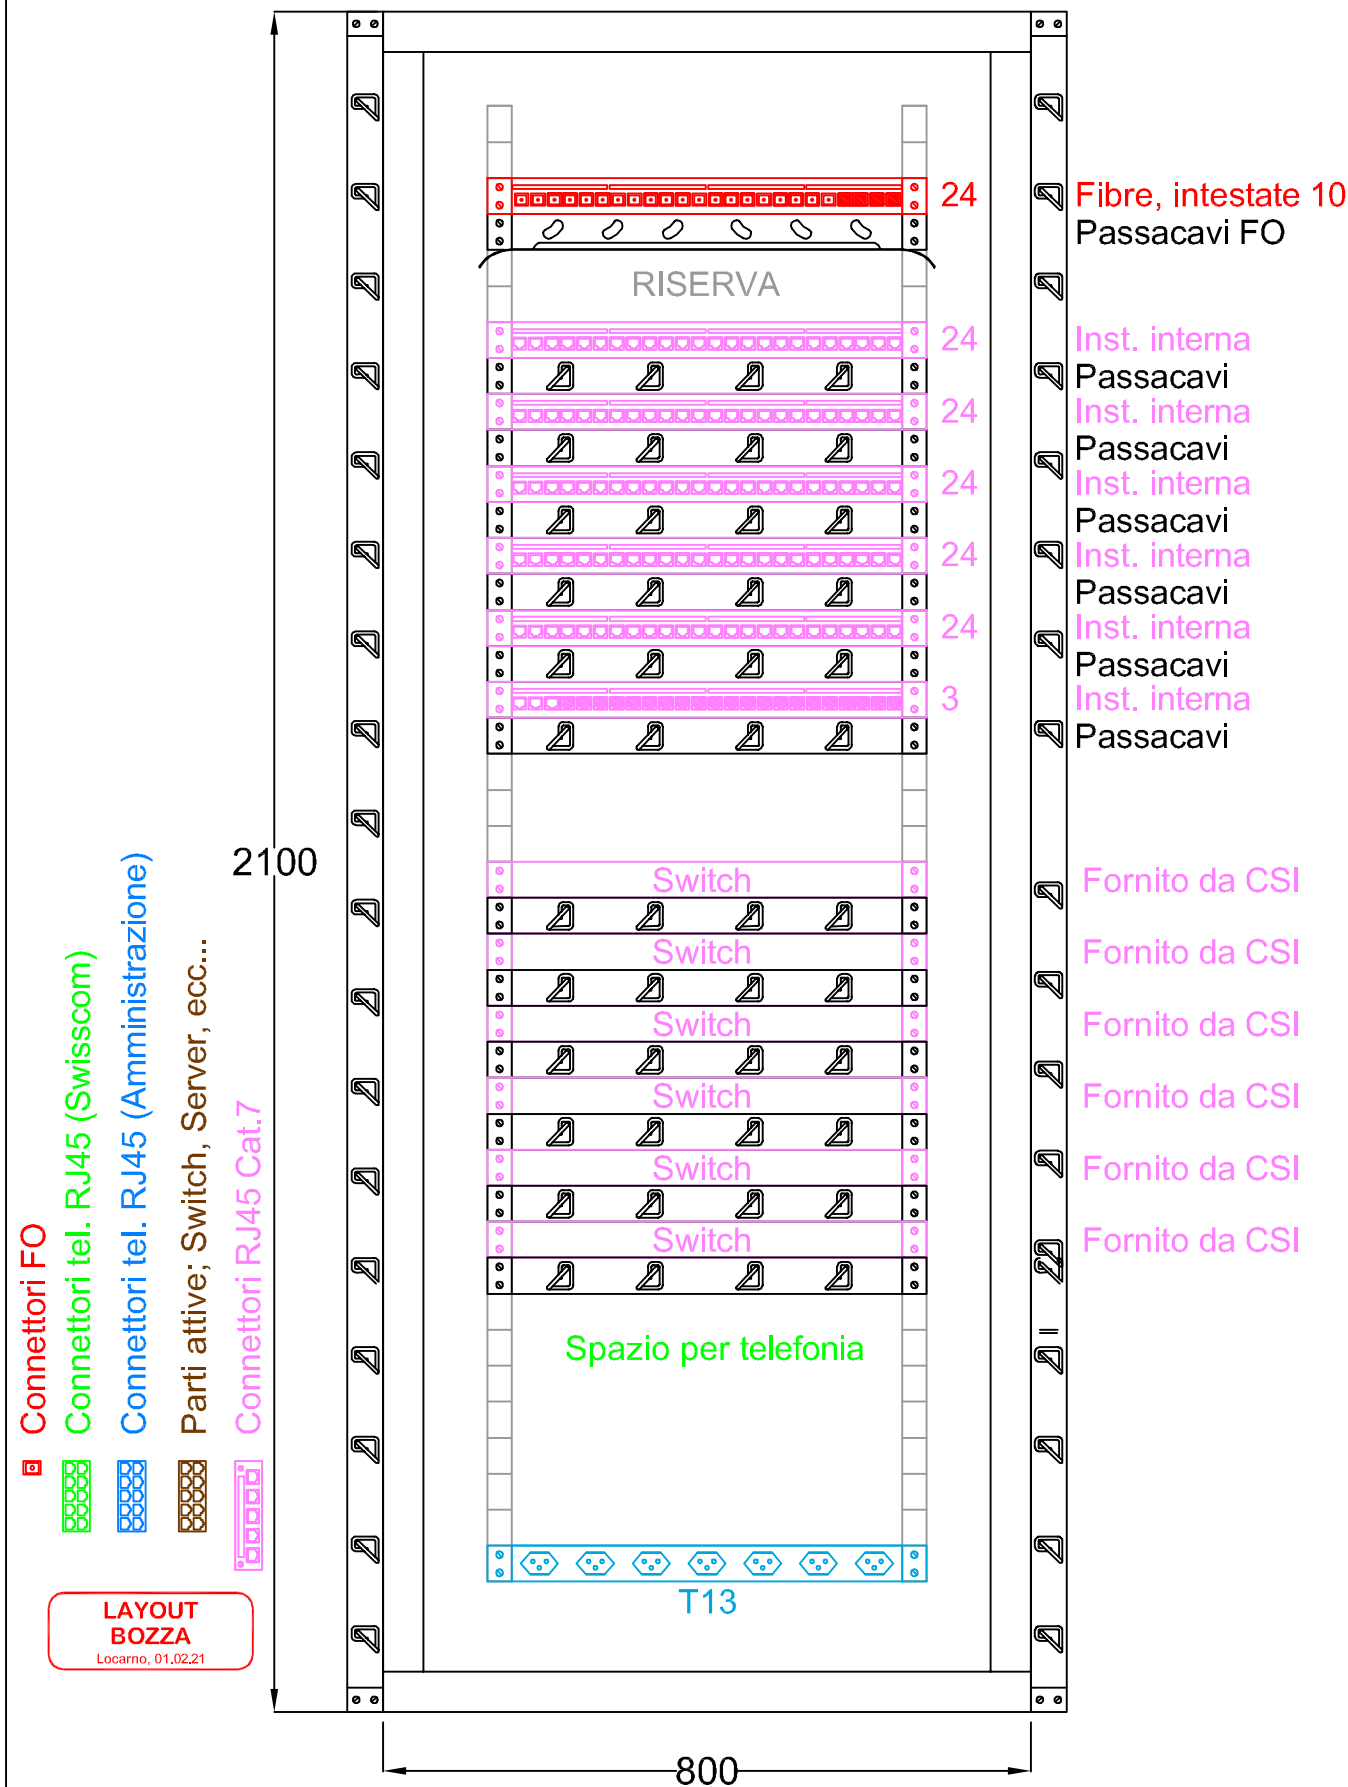 24 Fibre, intestate 10
Passacavi FO
RISERVA
24 Inst. interna
Passacavi
24 Inst. interna
Passacavi
24 Inst. interna
Passacavi
24 Inst. interna
Passacavi
24 Inst. interna
Passacavi
3 Inst. interna
Passacavi
2100
Switch Fornito da CSI
Switch Fornito da CSI
Switch Fornito da CSI
Switch Fornito da CSI
Switch Fornito da CSI
Switch Fornito da CSI
Spazio per telefonia
T13
800
Connettori FO
Connettori tel. RJ45 (Swisscom)
Connettori tel. RJ45 (Amministrazione)
Parti attive; Switch, Server, ecc...
Connettori RJ45 Cat.7
LAYOUT
BOZZA
Locarno, 01.02.21